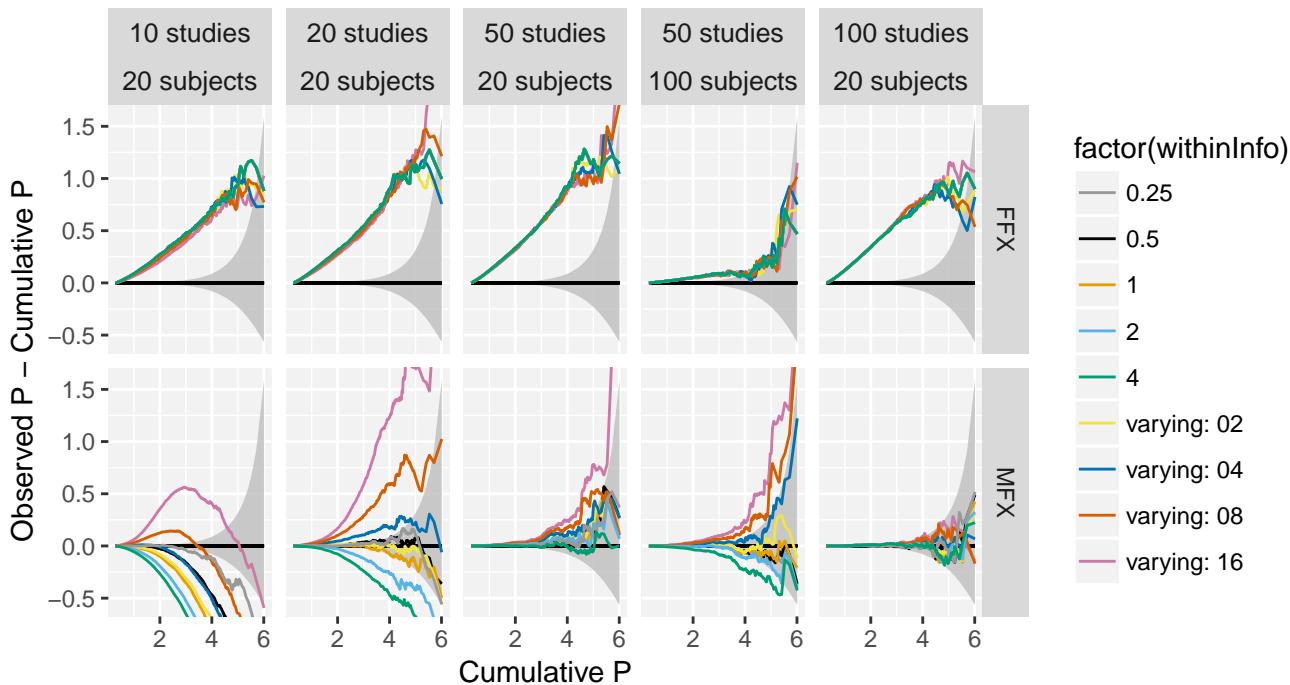 10 studies
20 subjects
20 studies
20 subjects
50 studies
20 subjects
50 studies
100 subjects
100 studies
20 subjects
Observed P − Cumulative P
1.5
1.0
0.5
0.0
−0.5
FFX
1.5
1.0
0.5
0.0
−0.5
MFX
2 4 6
2 4 6
2 4 6
2 4 6
2 4 6
Cumulative P
factor(withinInfo)
0.25
0.5
1
2
4
varying: 02
varying: 04
varying: 08
varying: 16